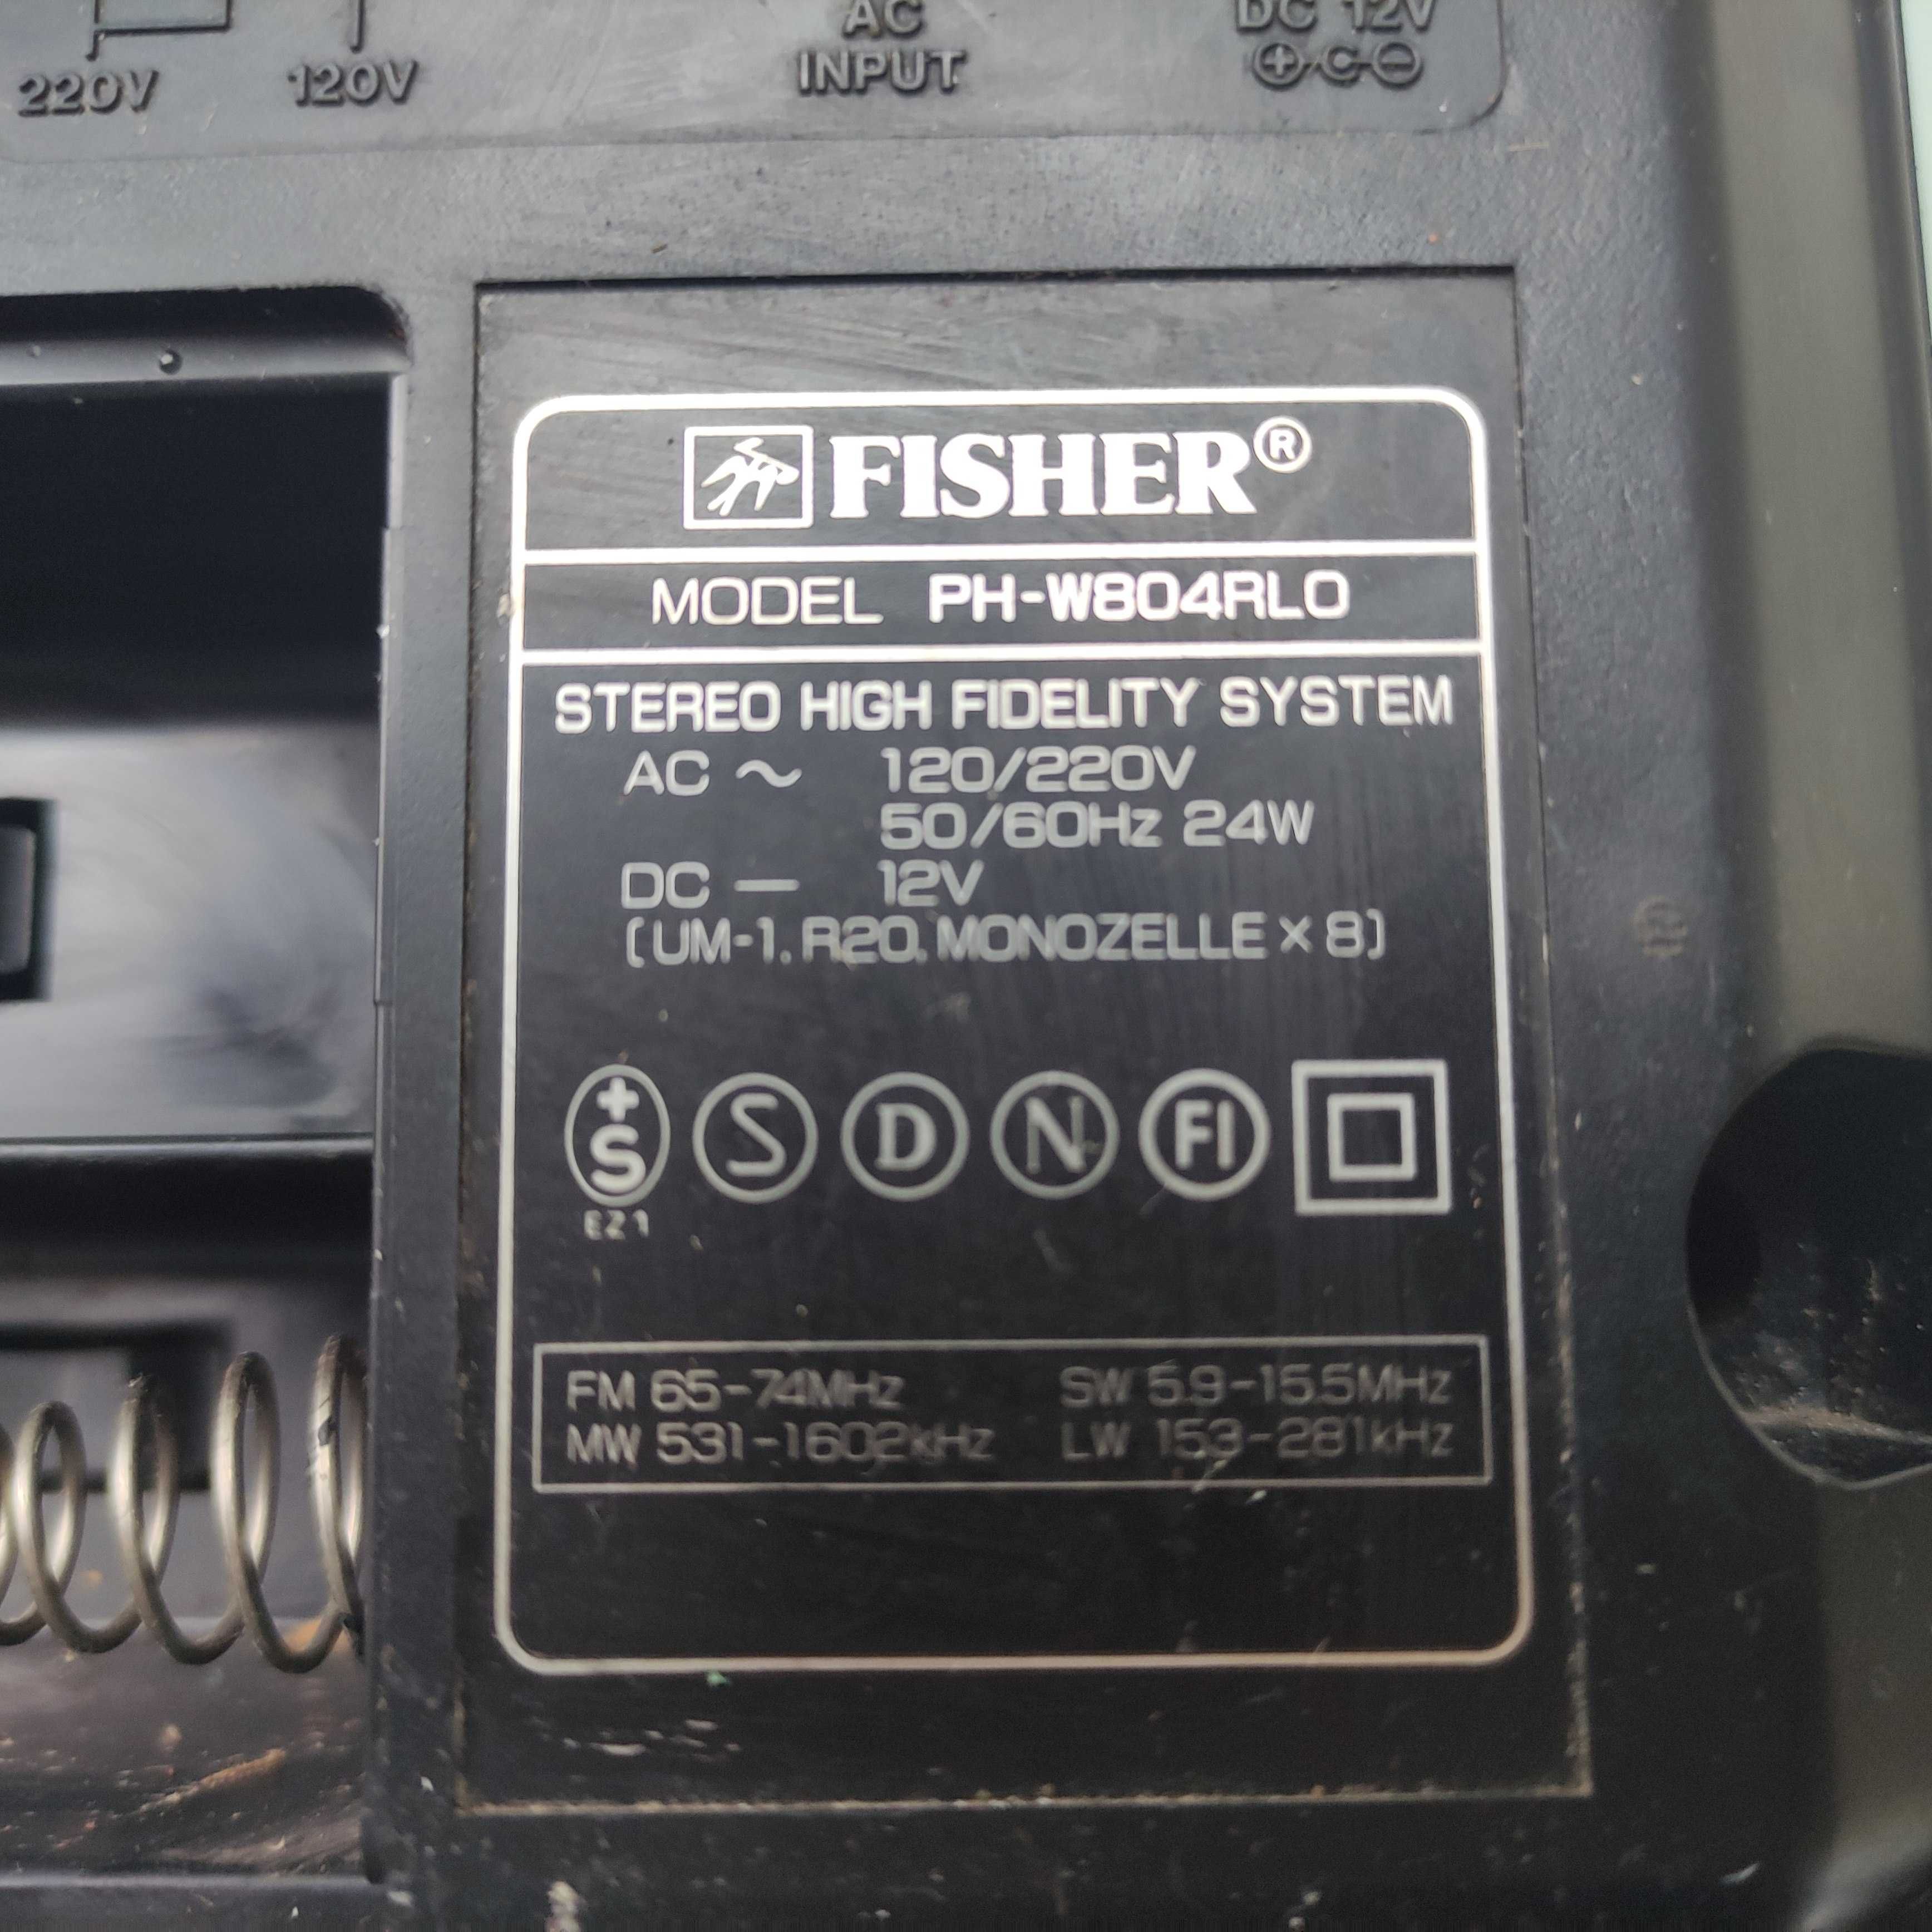 220V 120V
AC
INPUT
DC 12V
+ C -
FISHER®
MODEL PH-W804RLO
STEREO HIGH FIDELITY SYSTEM
AC ～ 120/220V
50/60Hz 24W
DC — 12V
(UM-1. R20. MONOZELLE × 8)
+S S D N FI
EZ1
FM 65-74MHz SW 5.9-15.5MHz
MW 531-1602kHz LW 153-281kHz